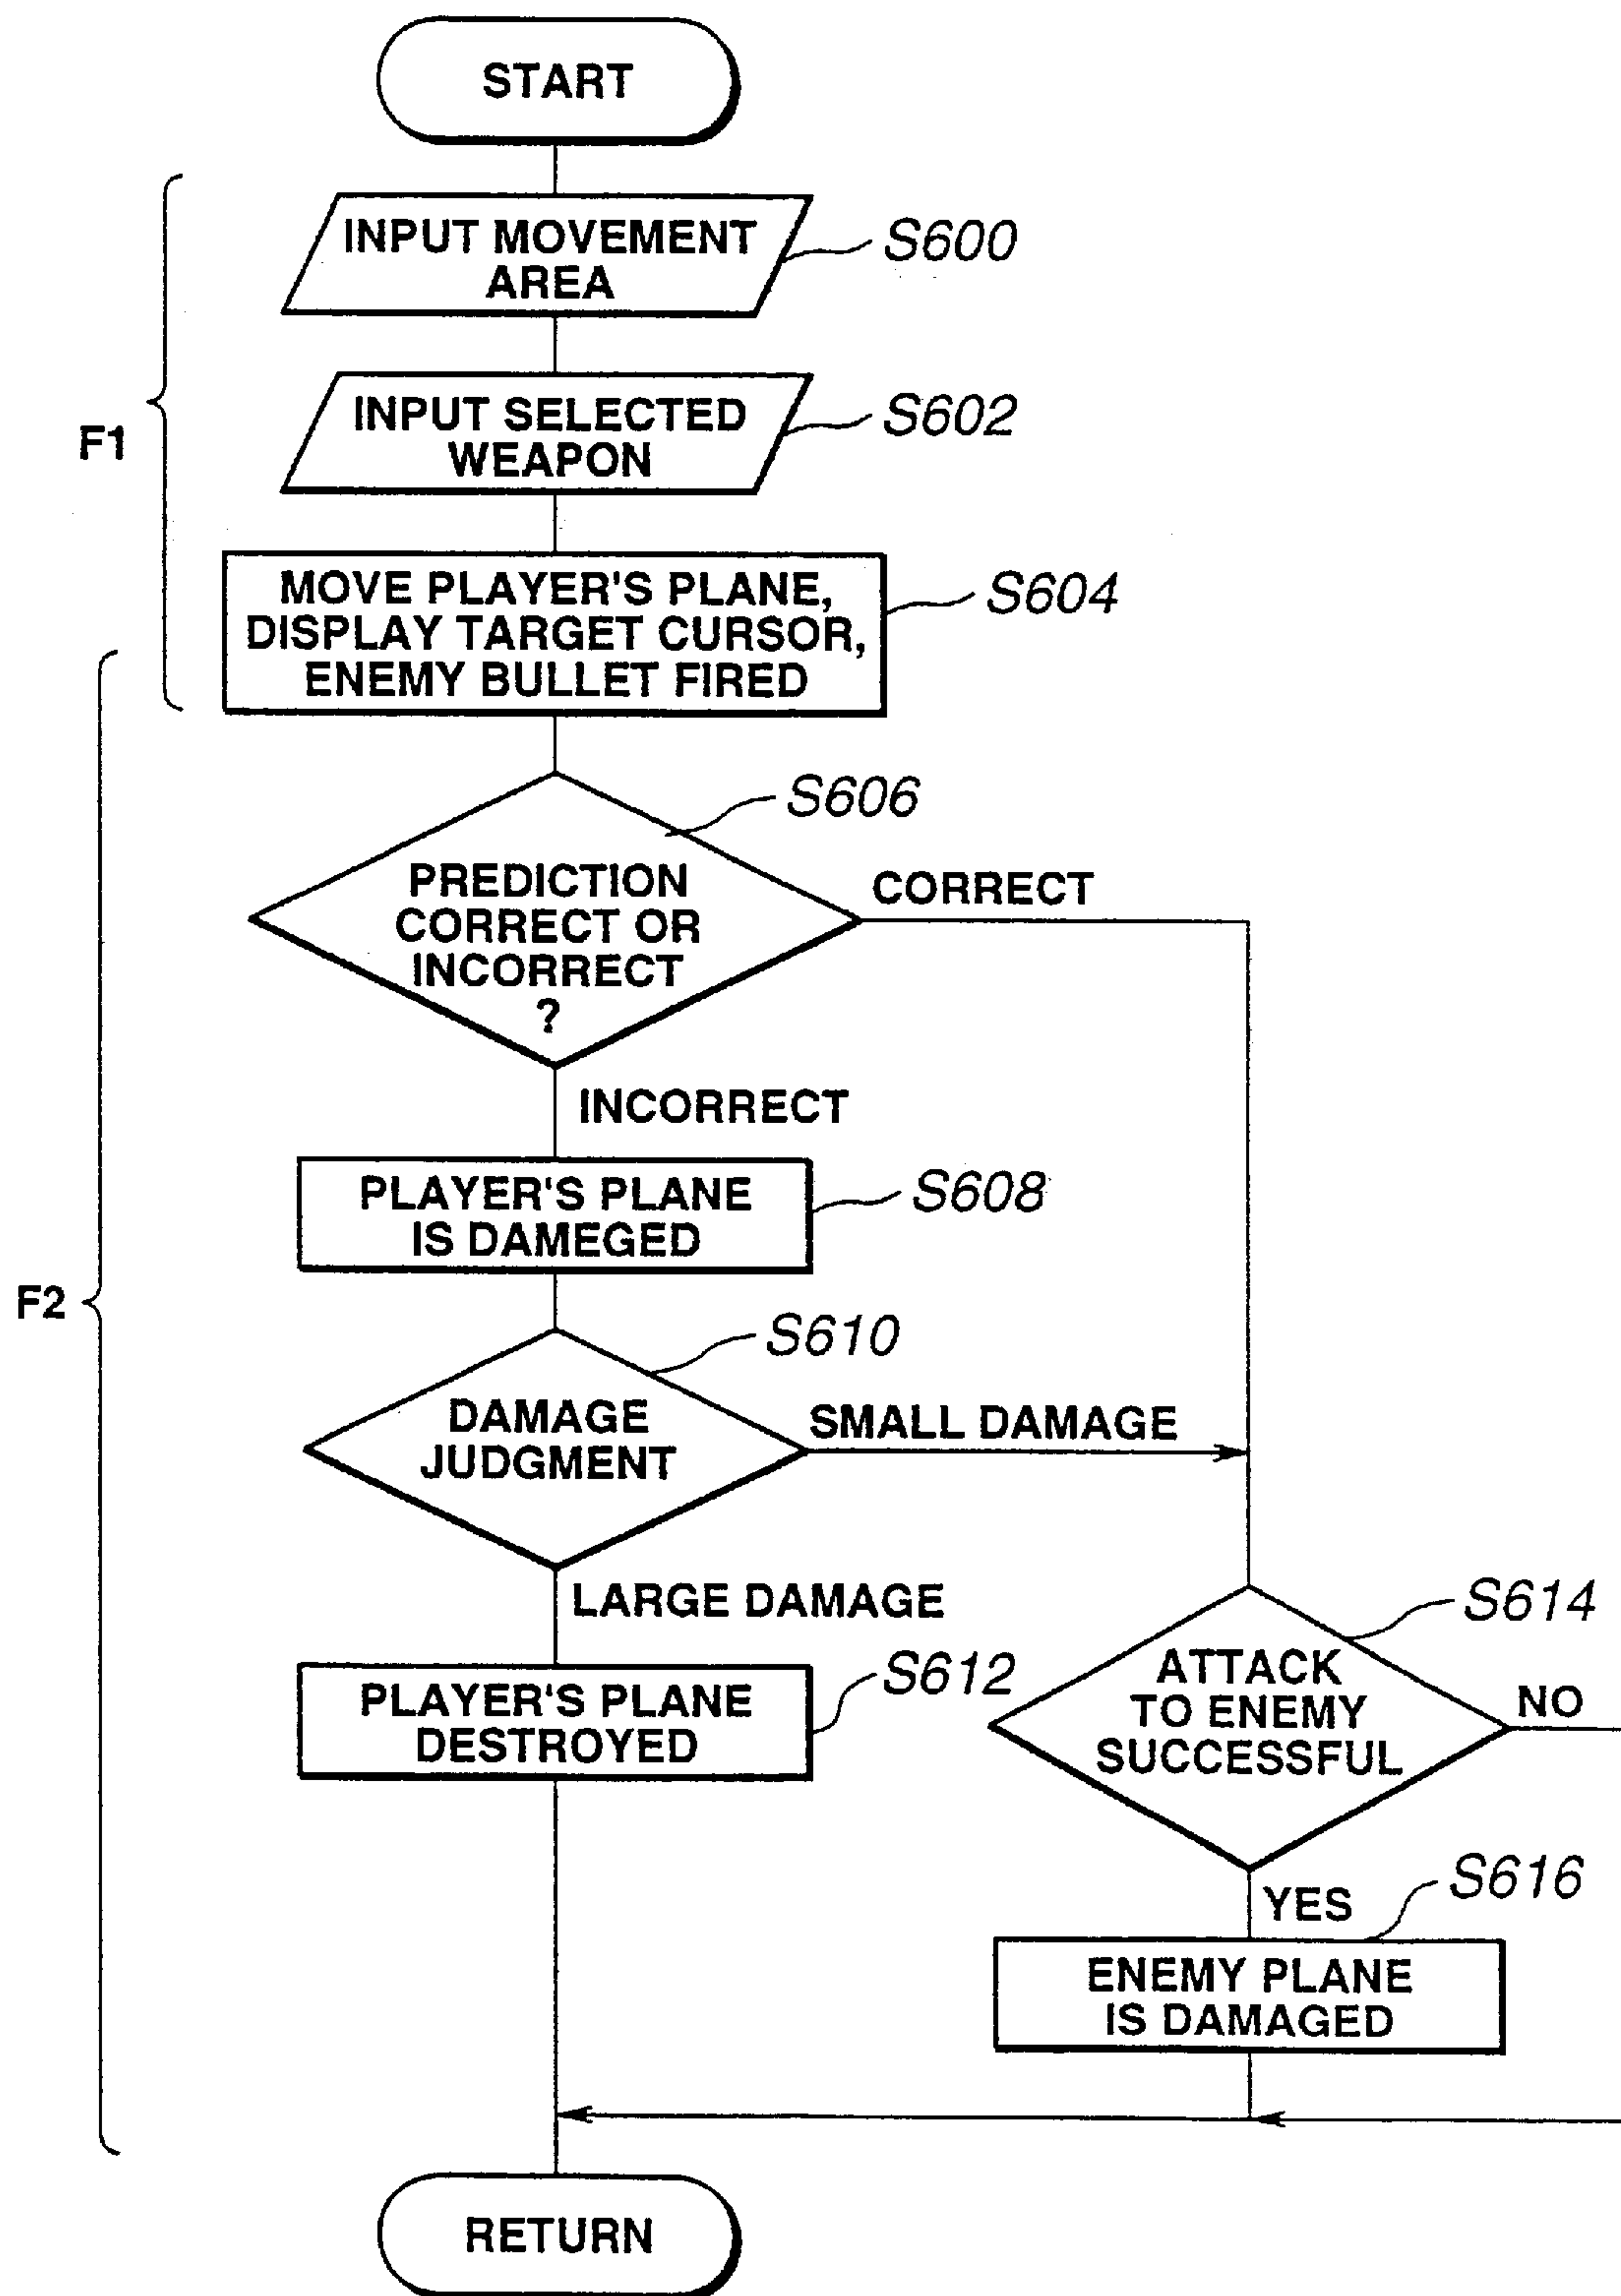 START
INPUT MOVEMENT
AREA
S600
INPUT SELECTED
WEAPON
S602
F1
MOVE PLAYER'S PLANE,
DISPLAY TARGET CURSOR,
ENEMY BULLET FIRED
S604
S606
PREDICTION
CORRECT OR
INCORRECT
?
CORRECT
INCORRECT
PLAYER'S PLANE
IS DAMEGED
S608
F2
S610
DAMAGE
JUDGMENT
SMALL DAMAGE
LARGE DAMAGE
PLAYER'S PLANE
DESTROYED
S612
S614
ATTACK
TO ENEMY
SUCCESSFUL
NO
YES
S616
ENEMY PLANE
IS DAMAGED
RETURN